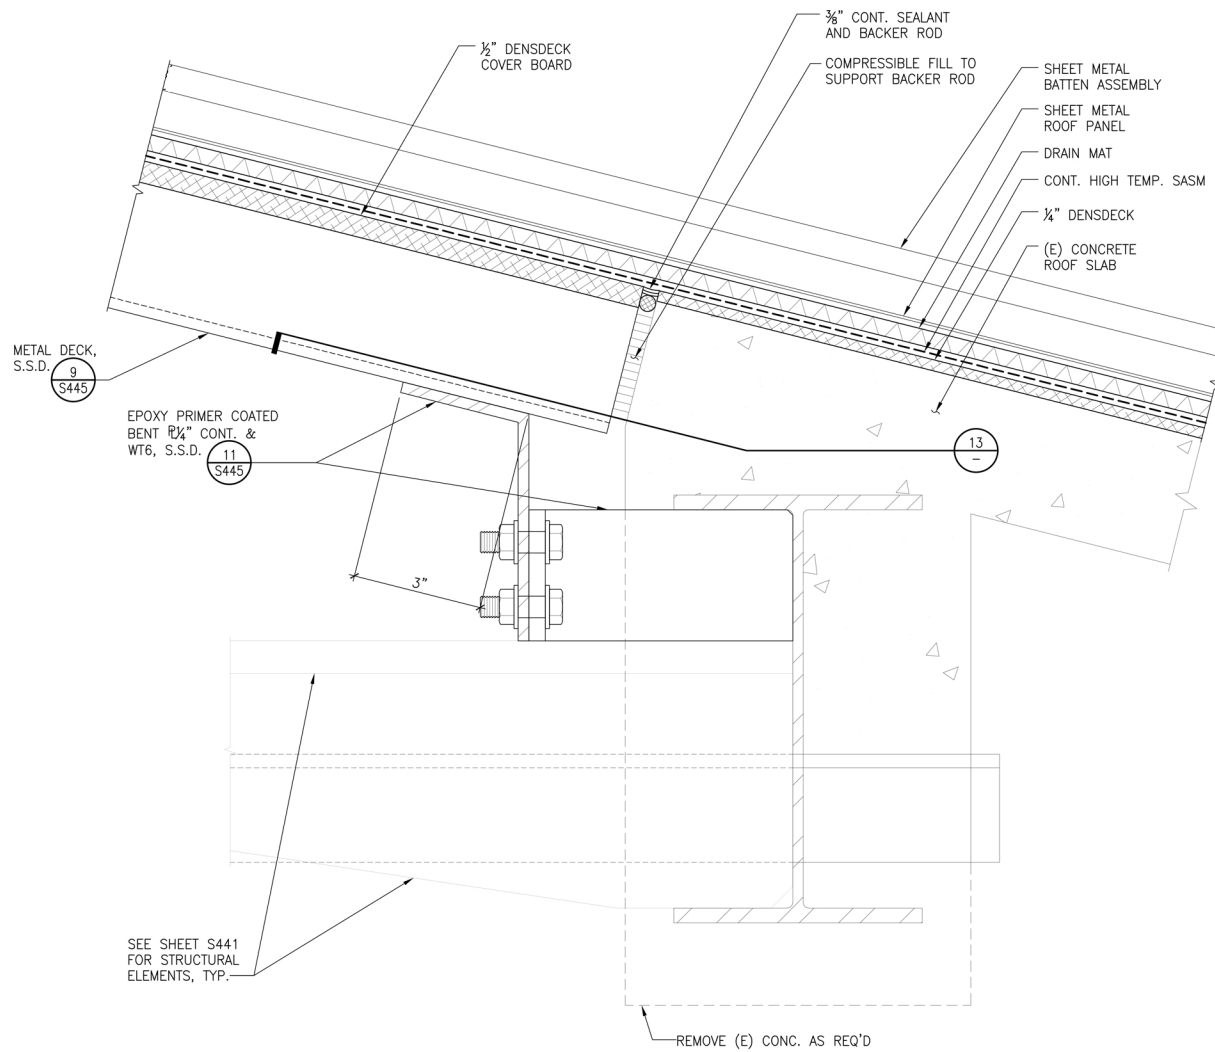 ⅜" CONT. SEALANT
AND BACKER ROD
½" DENSDECK
COVER BOARD
COMPRESSIBLE FILL TO
SUPPORT BACKER ROD
SHEET METAL
BATTEN ASSEMBLY
SHEET METAL
ROOF PANEL
DRAIN MAT
CONT. HIGH TEMP. SASM
¼" DENSDECK
(E) CONCRETE
ROOF SLAB
METAL DECK,
S.S.D.
9
S445
EPOXY PRIMER COATED
BENT PL¼" CONT. &
WT6, S.S.D.
11
S445
13
–
3"
SEE SHEET S441
FOR STRUCTURAL
ELEMENTS, TYP.
REMOVE (E) CONC. AS REQ'D